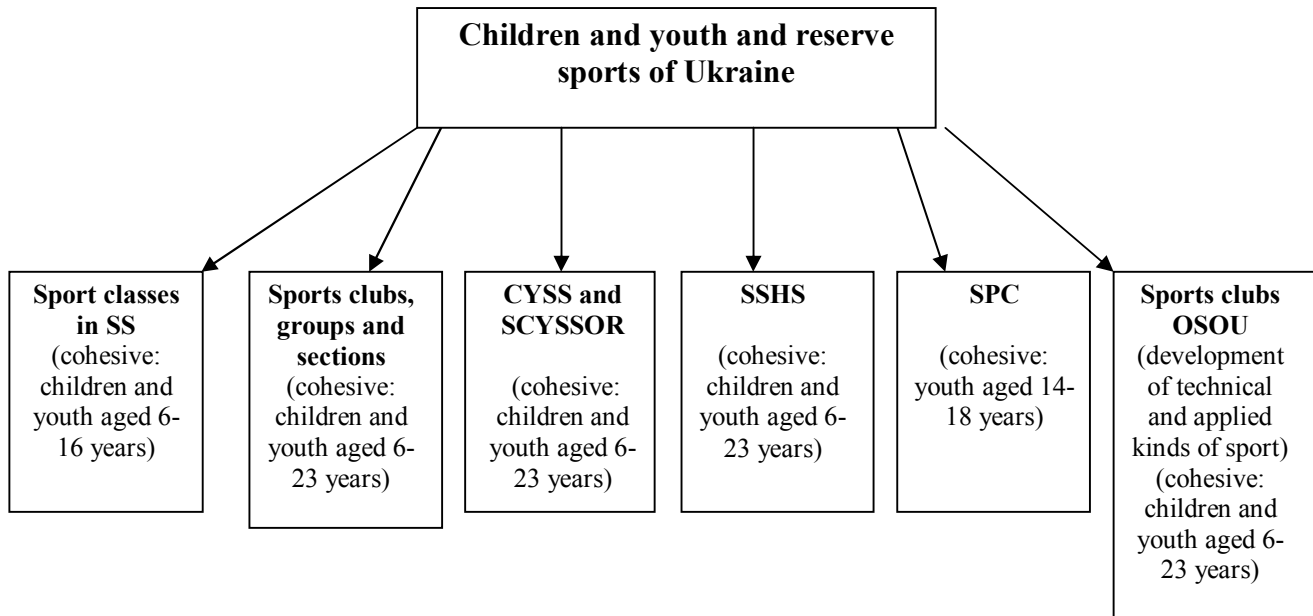 Children and youth and reserve
sports of Ukraine
Sport classes
in SS
(cohesive:
children and
youth aged 6-
16 years)
Sports clubs,
groups and
sections
(cohesive:
children and
youth aged 6-
23 years)
CYSS and
SCYSSOR
(cohesive:
children and
youth aged 6-
23 years)
SSHS
(cohesive:
children and
youth aged 6-
23 years)
SPC
(cohesive:
youth aged 14-
18 years)
Sports clubs
OSOU
(development
of technical
and applied
kinds of sport)
(cohesive:
children and
youth aged 6-
23 years)